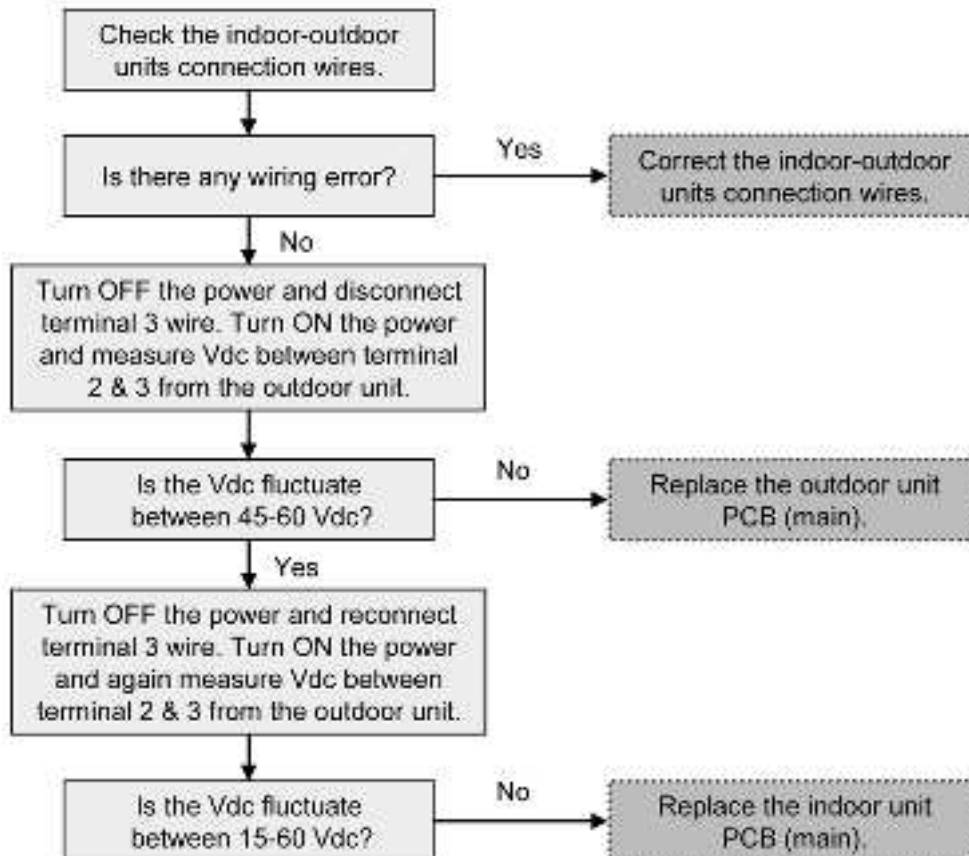 Check the indoor-outdoor
units connection wires.
Is there any wiring error?
Yes
Correct the indoor-outdoor
units connection wires.
No
Turn OFF the power and disconnect
terminal 3 wire. Turn ON the power
and measure Vdc between terminal
2 & 3 from the outdoor unit.
Is the Vdc fluctuate
between 45-60 Vdc?
No
Replace the outdoor unit
PCB (main).
Yes
Turn OFF the power and reconnect
terminal 3 wire. Turn ON the power
and again measure Vdc between
terminal 2 & 3 from the outdoor unit.
Is the Vdc fluctuate
between 15-60 Vdc?
No
Replace the indoor unit
PCB (main).